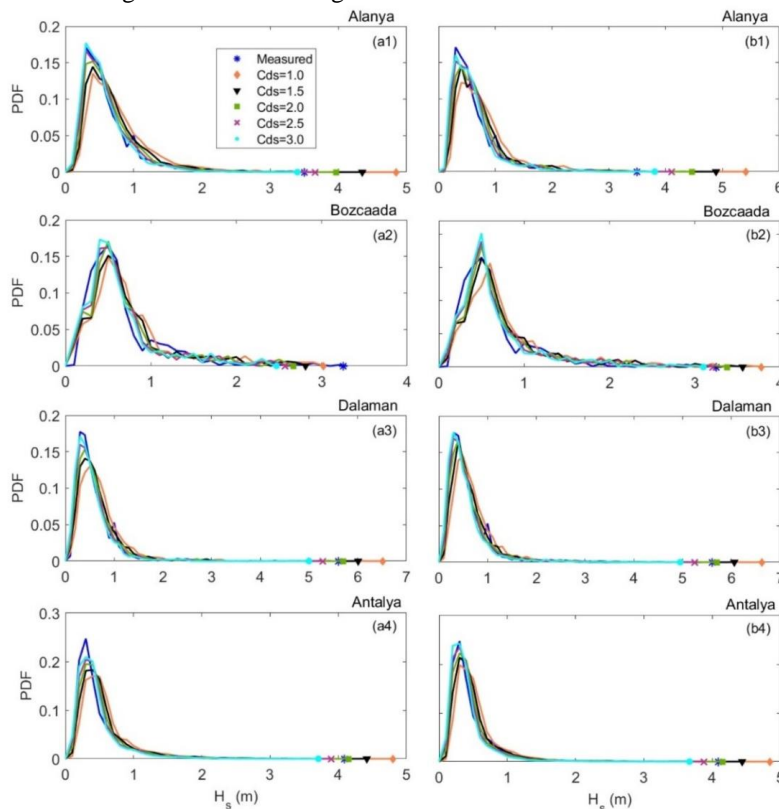 Alanya
Alanya
0.2
0.15
0.1
0.05
0
PDF
(a1)
(b1)
Measured
Cds=1.0
Cds=1.5
Cds=2.0
Cds=2.5
Cds=3.0
0 1 2 3 4 5
0 1 2 3 4 5 6
Bozcaada
Bozcaada
0.2
0.15
0.1
0.05
0
PDF
(a2)
(b2)
0 1 2 3 4
0 1 2 3 4
Dalaman
Dalaman
0.2
0.15
0.1
0.05
0
PDF
(a3)
(b3)
0 1 2 3 4 5 6 7
0 1 2 3 4 5 6 7
Antalya
Antalya
0.3
0.2
0.1
0
PDF
(a4)
(b4)
0 1 2 3 4 5
0 1 2 3 4 5
H_s (m)
H_s (m)